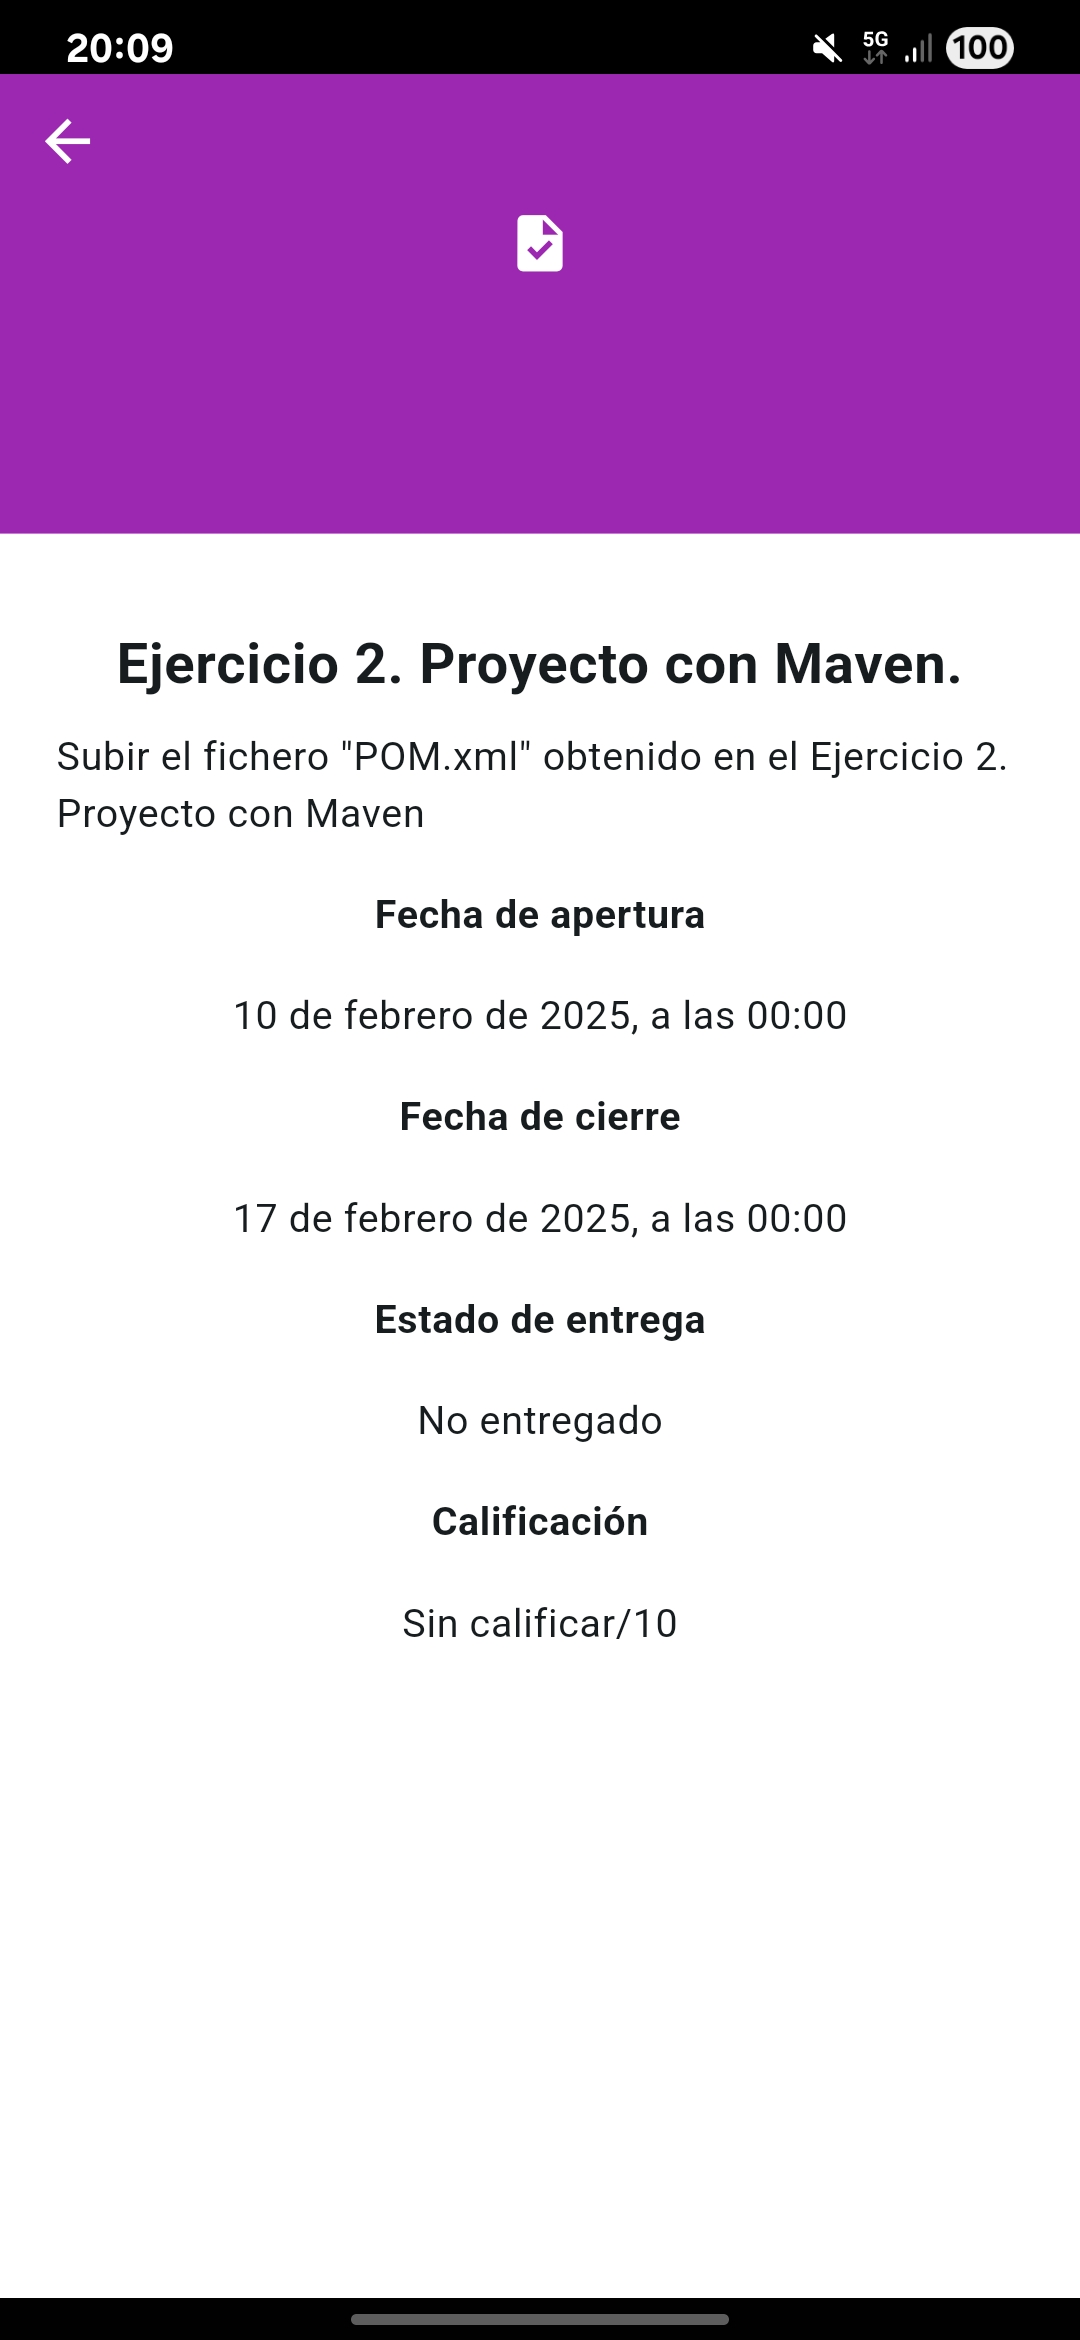 20:09
5G
100
Ejercicio 2. Proyecto con Maven.
Subir el fichero "POM.xml" obtenido en el Ejercicio 2.
Proyecto con Maven
Fecha de apertura
10 de febrero de 2025, a las 00:00
Fecha de cierre
17 de febrero de 2025, a las 00:00
Estado de entrega
No entregado
Calificación
Sin calificar/10